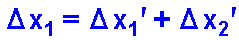 Δx₁ = Δx₁′ + Δx₂′